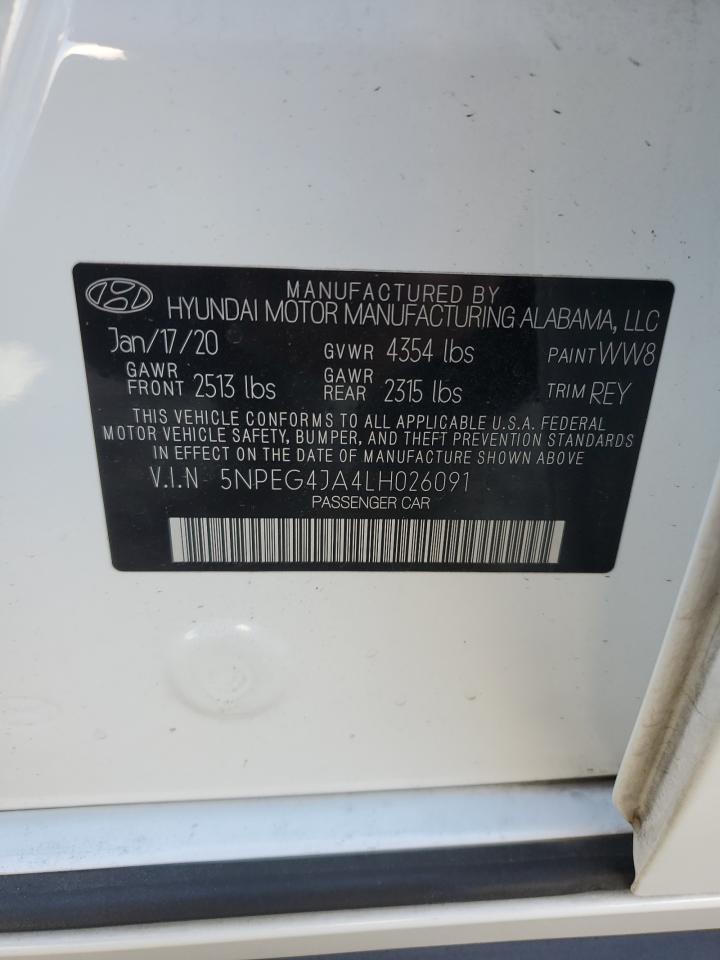 MANUFACTURED BY
HYUNDAI MOTOR MANUFACTURING ALABAMA, LLC
Jan/17/20 GVWR 4354 lbs PAINT WW8
GAWR FRONT 2513 lbs GAWR REAR 2315 lbs TRIM REY
THIS VEHICLE CONFORMS TO ALL APPLICABLE U.S.A. FEDERAL
MOTOR VEHICLE SAFETY, BUMPER, AND THEFT PREVENTION STANDARDS
IN EFFECT ON THE DATE OF MANUFACTURE SHOWN ABOVE.
V.I.N 5NPEG4JA4LH026091
PASSENGER CAR